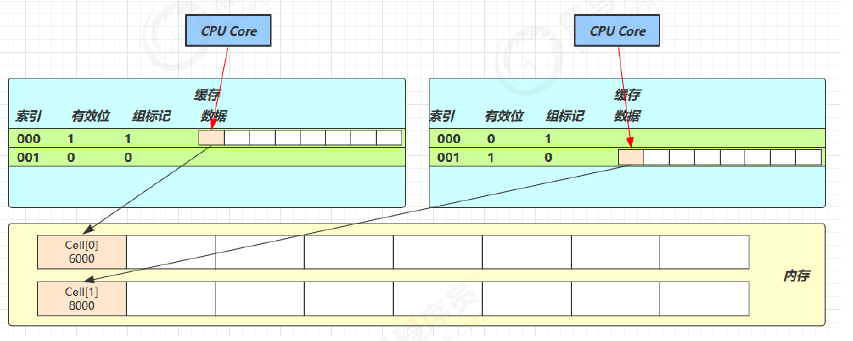 CPU Core CPU Core
缓存 缓存
索引 有效位 组标记 数据 索引 有效位 组标记 数据
000 1 1 000 0 1
001 0 0 001 1 0
Cell[0]
6000
内存
Cell[1]
8000